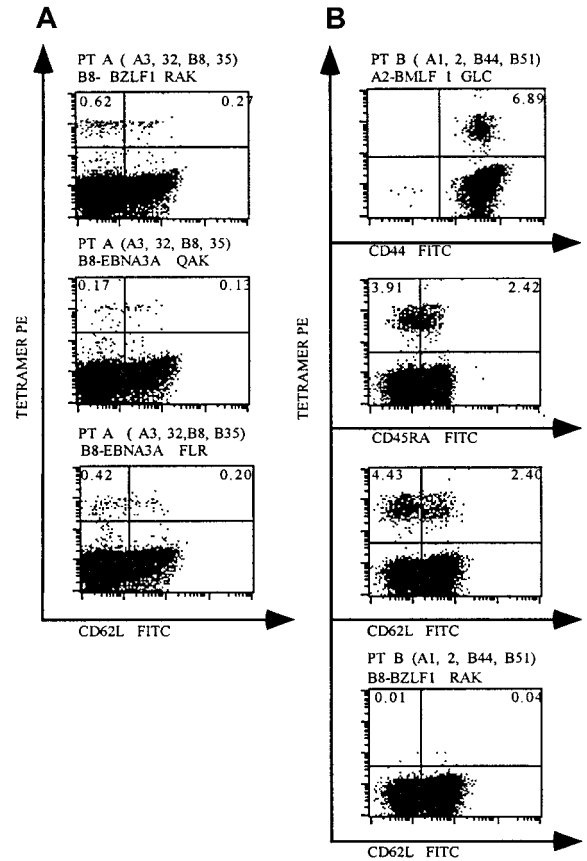 A
PT A ( A3, 32, B8, 35)
B8- BZLF1 RAK
0.62 0.27
PT A (A3, 32, B8, 35)
B8-EBNA3A QAK
0.17 0.13
PT A ( A3, 32,B8, B35)
B8-EBNA3A FLR
0.42 0.20
TETRAMER PE
CD62L FITC
B
PT B ( A1, 2, B44, B51)
A2-BMLF 1 GLC
6.89
CD44 FITC
3.91 2.42
CD45RA FITC
4.43 2.40
CD62L FITC
PT B (A1, 2, B44, B51)
B8-BZLF1 RAK
0.01 0.04
TETRAMER PE
CD62L FITC